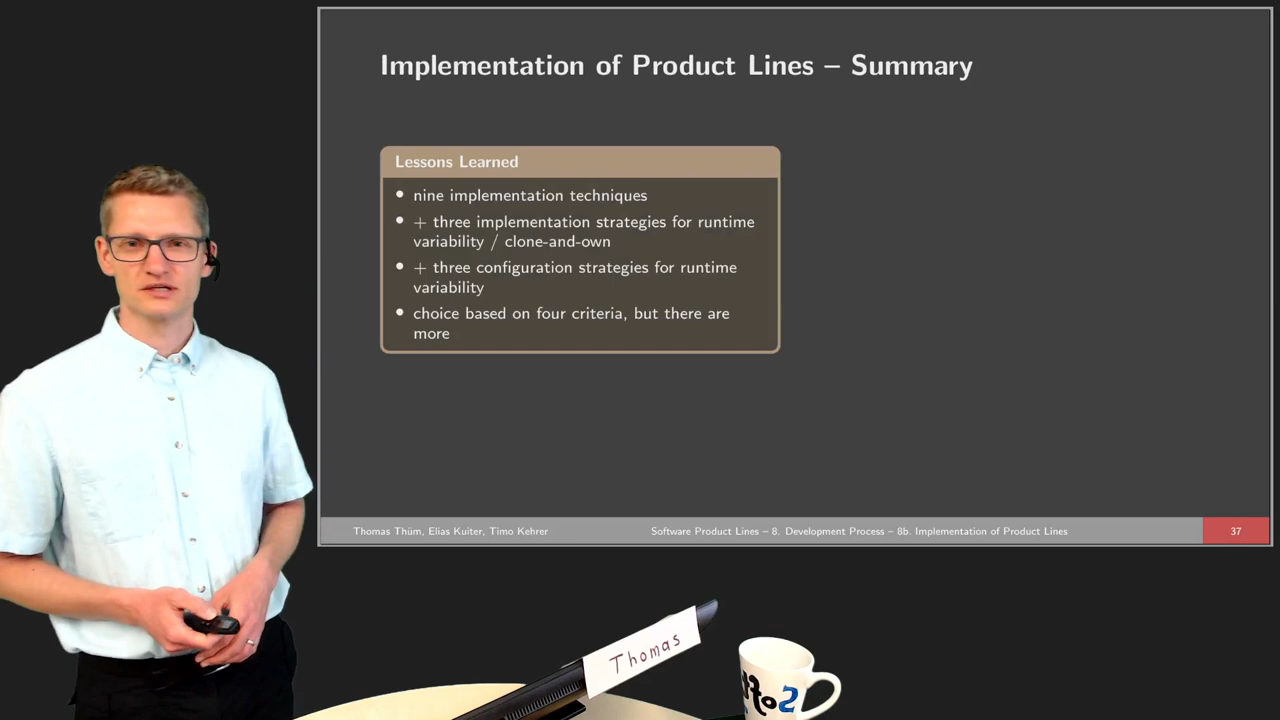 Implementation of Product Lines – Summary
Lessons Learned
• nine implementation techniques
• + three implementation strategies for runtime
variability / clone-and-own
• + three configuration strategies for runtime
variability
• choice based on four criteria, but there are
more
Thomas Thüm, Elias Kuiter, Timo Kehrer
Software Product Lines – 8. Development Process – 8b. Implementation of Product Lines
37
Thomas